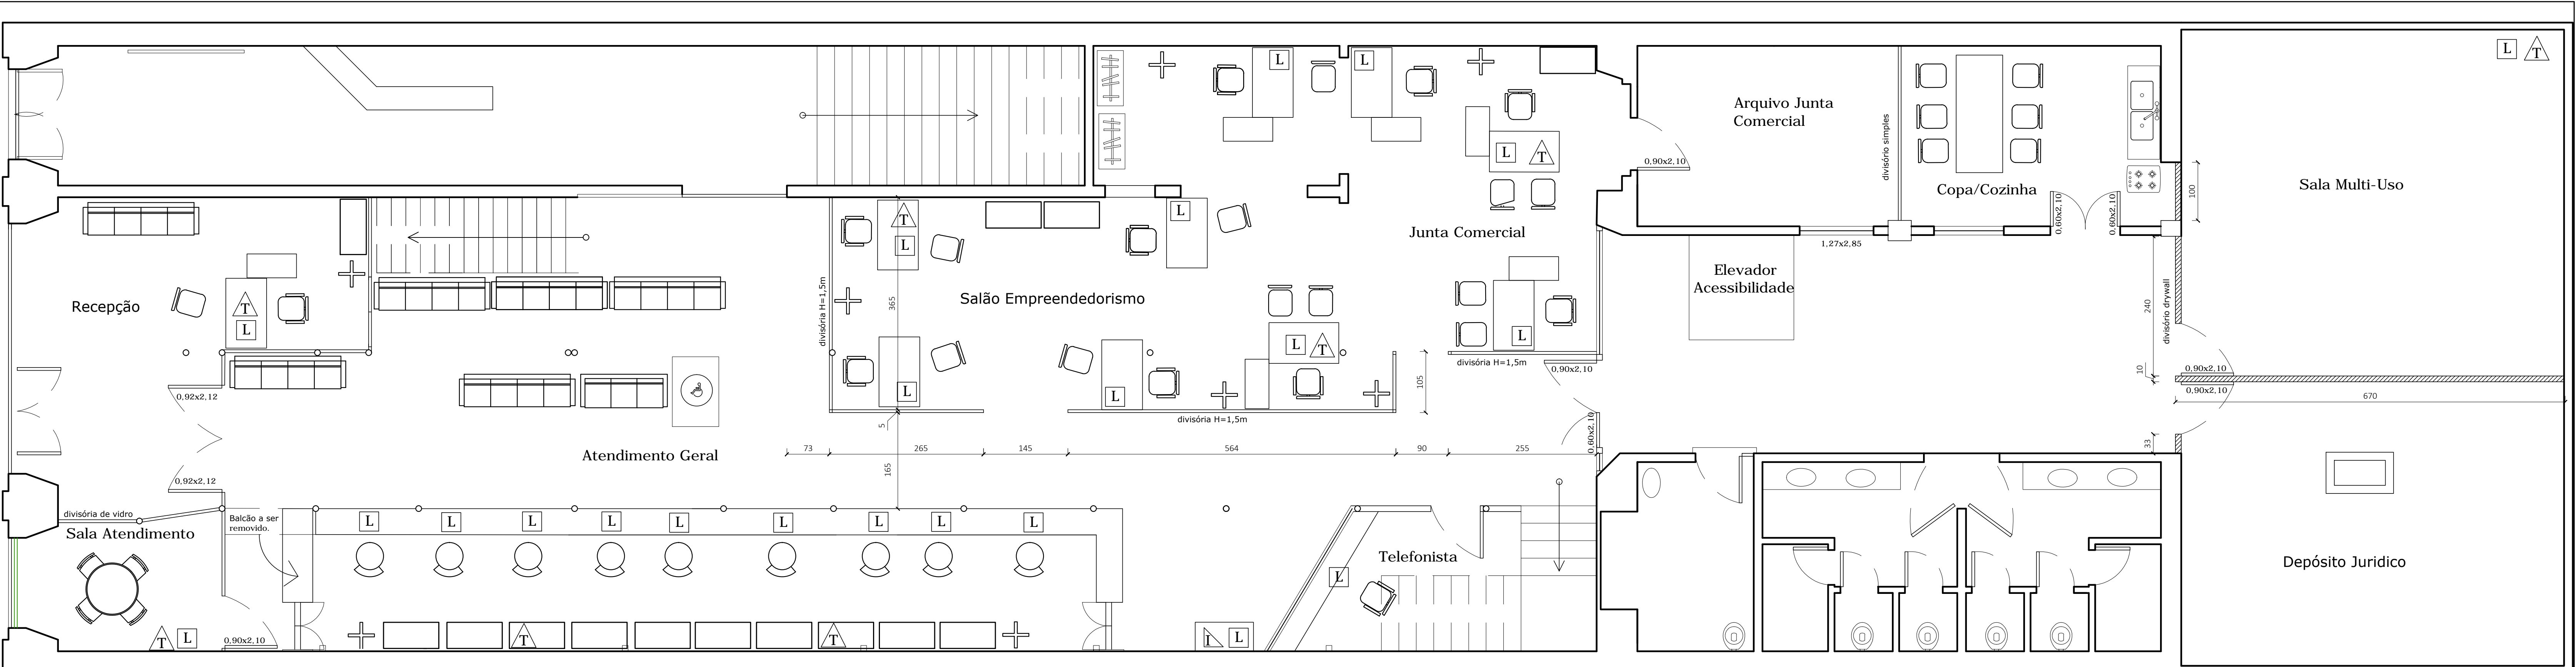 L T
Arquivo Junta
Comercial
divisório simples
Copa/Cozinha
0,90x2,10
0,60x2,10
0,60x2,10
1,27x2,85
Sala Multi-Uso
100
L
L
L T
Junta Comercial
Recepção
T
L
T
L
L
divisória H=1,5m
365
Salão Empreendedorismo
L
L
L T
L
L
divisória H=1,5m
divisória H=1,5m
105
0,90x2,10
0,60x2,10
Elevador
Acessibilidade
240
divisório drywall
10
0,90x2,10
0,90x2,10
670
33
0,92x2,12
0,92x2,12
Atendimento Geral
5
165
73
265
145
564
90
255
divisória de vidro
Sala Atendimento
Balcão a ser
removido.
L
L
L
L
L
L
L
L
L
T L
0,90x2,10
T
T
L
L
Telefonista
L
Depósito Juridico